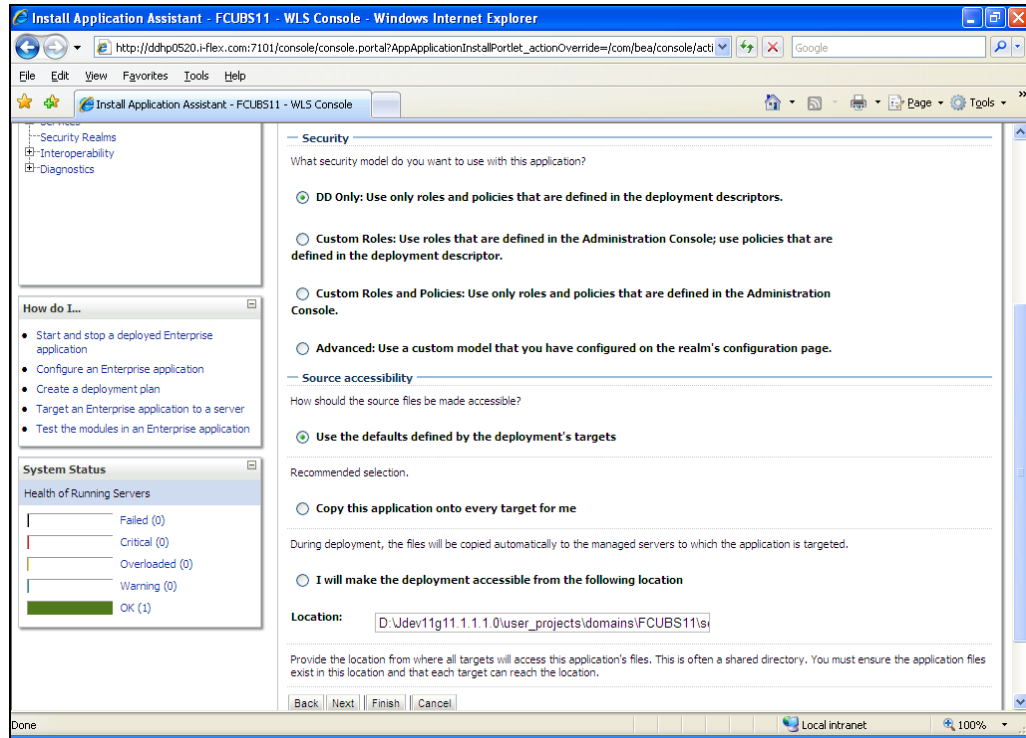 Install Application Assistant - FCUBS11 - WLS Console - Windows Internet Explorer
http://ddhp0520.i-flex.com:7101/console/console.portal?AppApplicationInstallPortlet_actionOverride=/com/bea/console/acti
Google
File Edit View Favorites Tools Help
Install Application Assistant - FCUBS11 - WLS Console
Page Tools »
Security Realms
Interoperability
Diagnostics
How do I...
Start and stop a deployed Enterprise
application
Configure an Enterprise application
Create a deployment plan
Target an Enterprise application to a server
Test the modules in an Enterprise application
System Status
Health of Running Servers
Failed (0)
Critical (0)
Overloaded (0)
Warning (0)
OK (1)
Security
What security model do you want to use with this application?
DD Only: Use only roles and policies that are defined in the deployment descriptors.
Custom Roles: Use roles that are defined in the Administration Console; use policies that are
defined in the deployment descriptor.
Custom Roles and Policies: Use only roles and policies that are defined in the Administration
Console.
Advanced: Use a custom model that you have configured on the realm's configuration page.
Source accessibility
How should the source files be made accessible?
Use the defaults defined by the deployment's targets
Recommended selection.
Copy this application onto every target for me
During deployment, the files will be copied automatically to the managed servers to which the application is targeted.
I will make the deployment accessible from the following location
Location: D:\Jdev11g11.1.1.1.0\user_projects\domains\FCUBS11\se
Provide the location from where all targets will access this application's files. This is often a shared directory. You must ensure the application files
exist in this location and that each target can reach the location.
Back Next Finish Cancel
Done Local intranet 100%